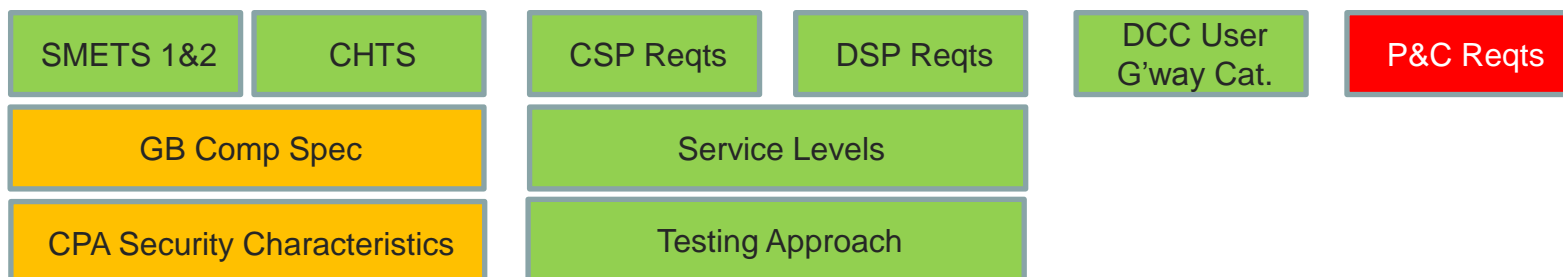 SMETS 1&2
CHTS
CSP Reqts
DSP Reqts
DCC User
G'way Cat.
P&C Reqts
GB Comp Spec
Service Levels
CPA Security Characteristics
Testing Approach